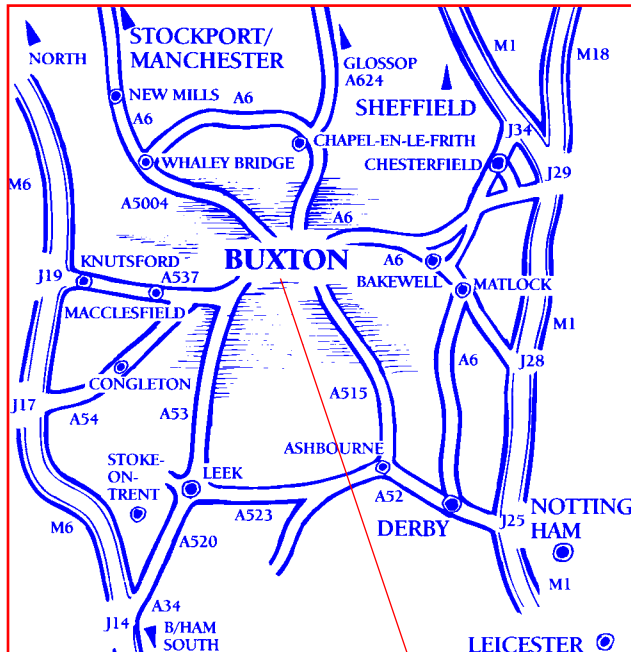 STOCKPORT/
MANCHESTER
NORTH
GLOSSOP
A624
M1
M18
SHEFFIELD
NEW MILLS
A6
A6
J34
CHAPEL-EN-LE-FRITH
WHALEY BRIDGE
CHESTERFIELD
J29
M6
A5004
A6
KNUTSFORD
BUXTON
A6
J19
A537
BAKEWELL
MATLOCK
MACCLESFIELD
M1
A6
J28
CONGLETON
A515
J17
A54
A53
ASHBOURNE
STOKE-
ON-
TRENT
LEEK
A52
NOTTING
HAM
A523
DERBY
J25
M6
A520
M1
A34
J14
B/HAM
SOUTH
LEICESTER